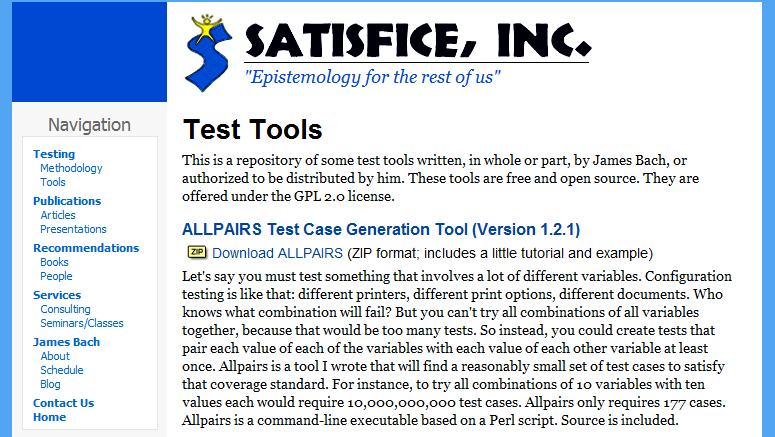 SATISFICE, INC.
"Epistemology for the rest of us"
Navigation
Testing
Methodology
Tools
Publications
Articles
Presentations
Recommendations
Books
People
Services
Consulting
Seminars/Classes
James Bach
About
Schedule
Blog
Contact Us
Home
Test Tools
This is a repository of some test tools written, in whole or part, by James Bach, or
authorized to be distributed by him. These tools are free and open source. They are
offered under the GPL 2.0 license.
ALLPAIRS Test Case Generation Tool (Version 1.2.1)
ZIP Download ALLPAIRS (ZIP format; includes a little tutorial and example)
Let's say you must test something that involves a lot of different variables. Configuration
testing is like that: different printers, different print options, different documents. Who
knows what combination will fail? But you can't try all combinations of all variables
together, because that would be too many tests. So instead, you could create tests that
pair each value of each of the variables with each value of each other variable at least
once. Allpairs is a tool I wrote that will find a reasonably small set of test cases to satisfy
that coverage standard. For instance, to try all combinations of 10 variables with ten
values each would require 10,000,000,000 test cases. Allpairs only requires 177 cases.
Allpairs is a command-line executable based on a Perl script. Source is included.